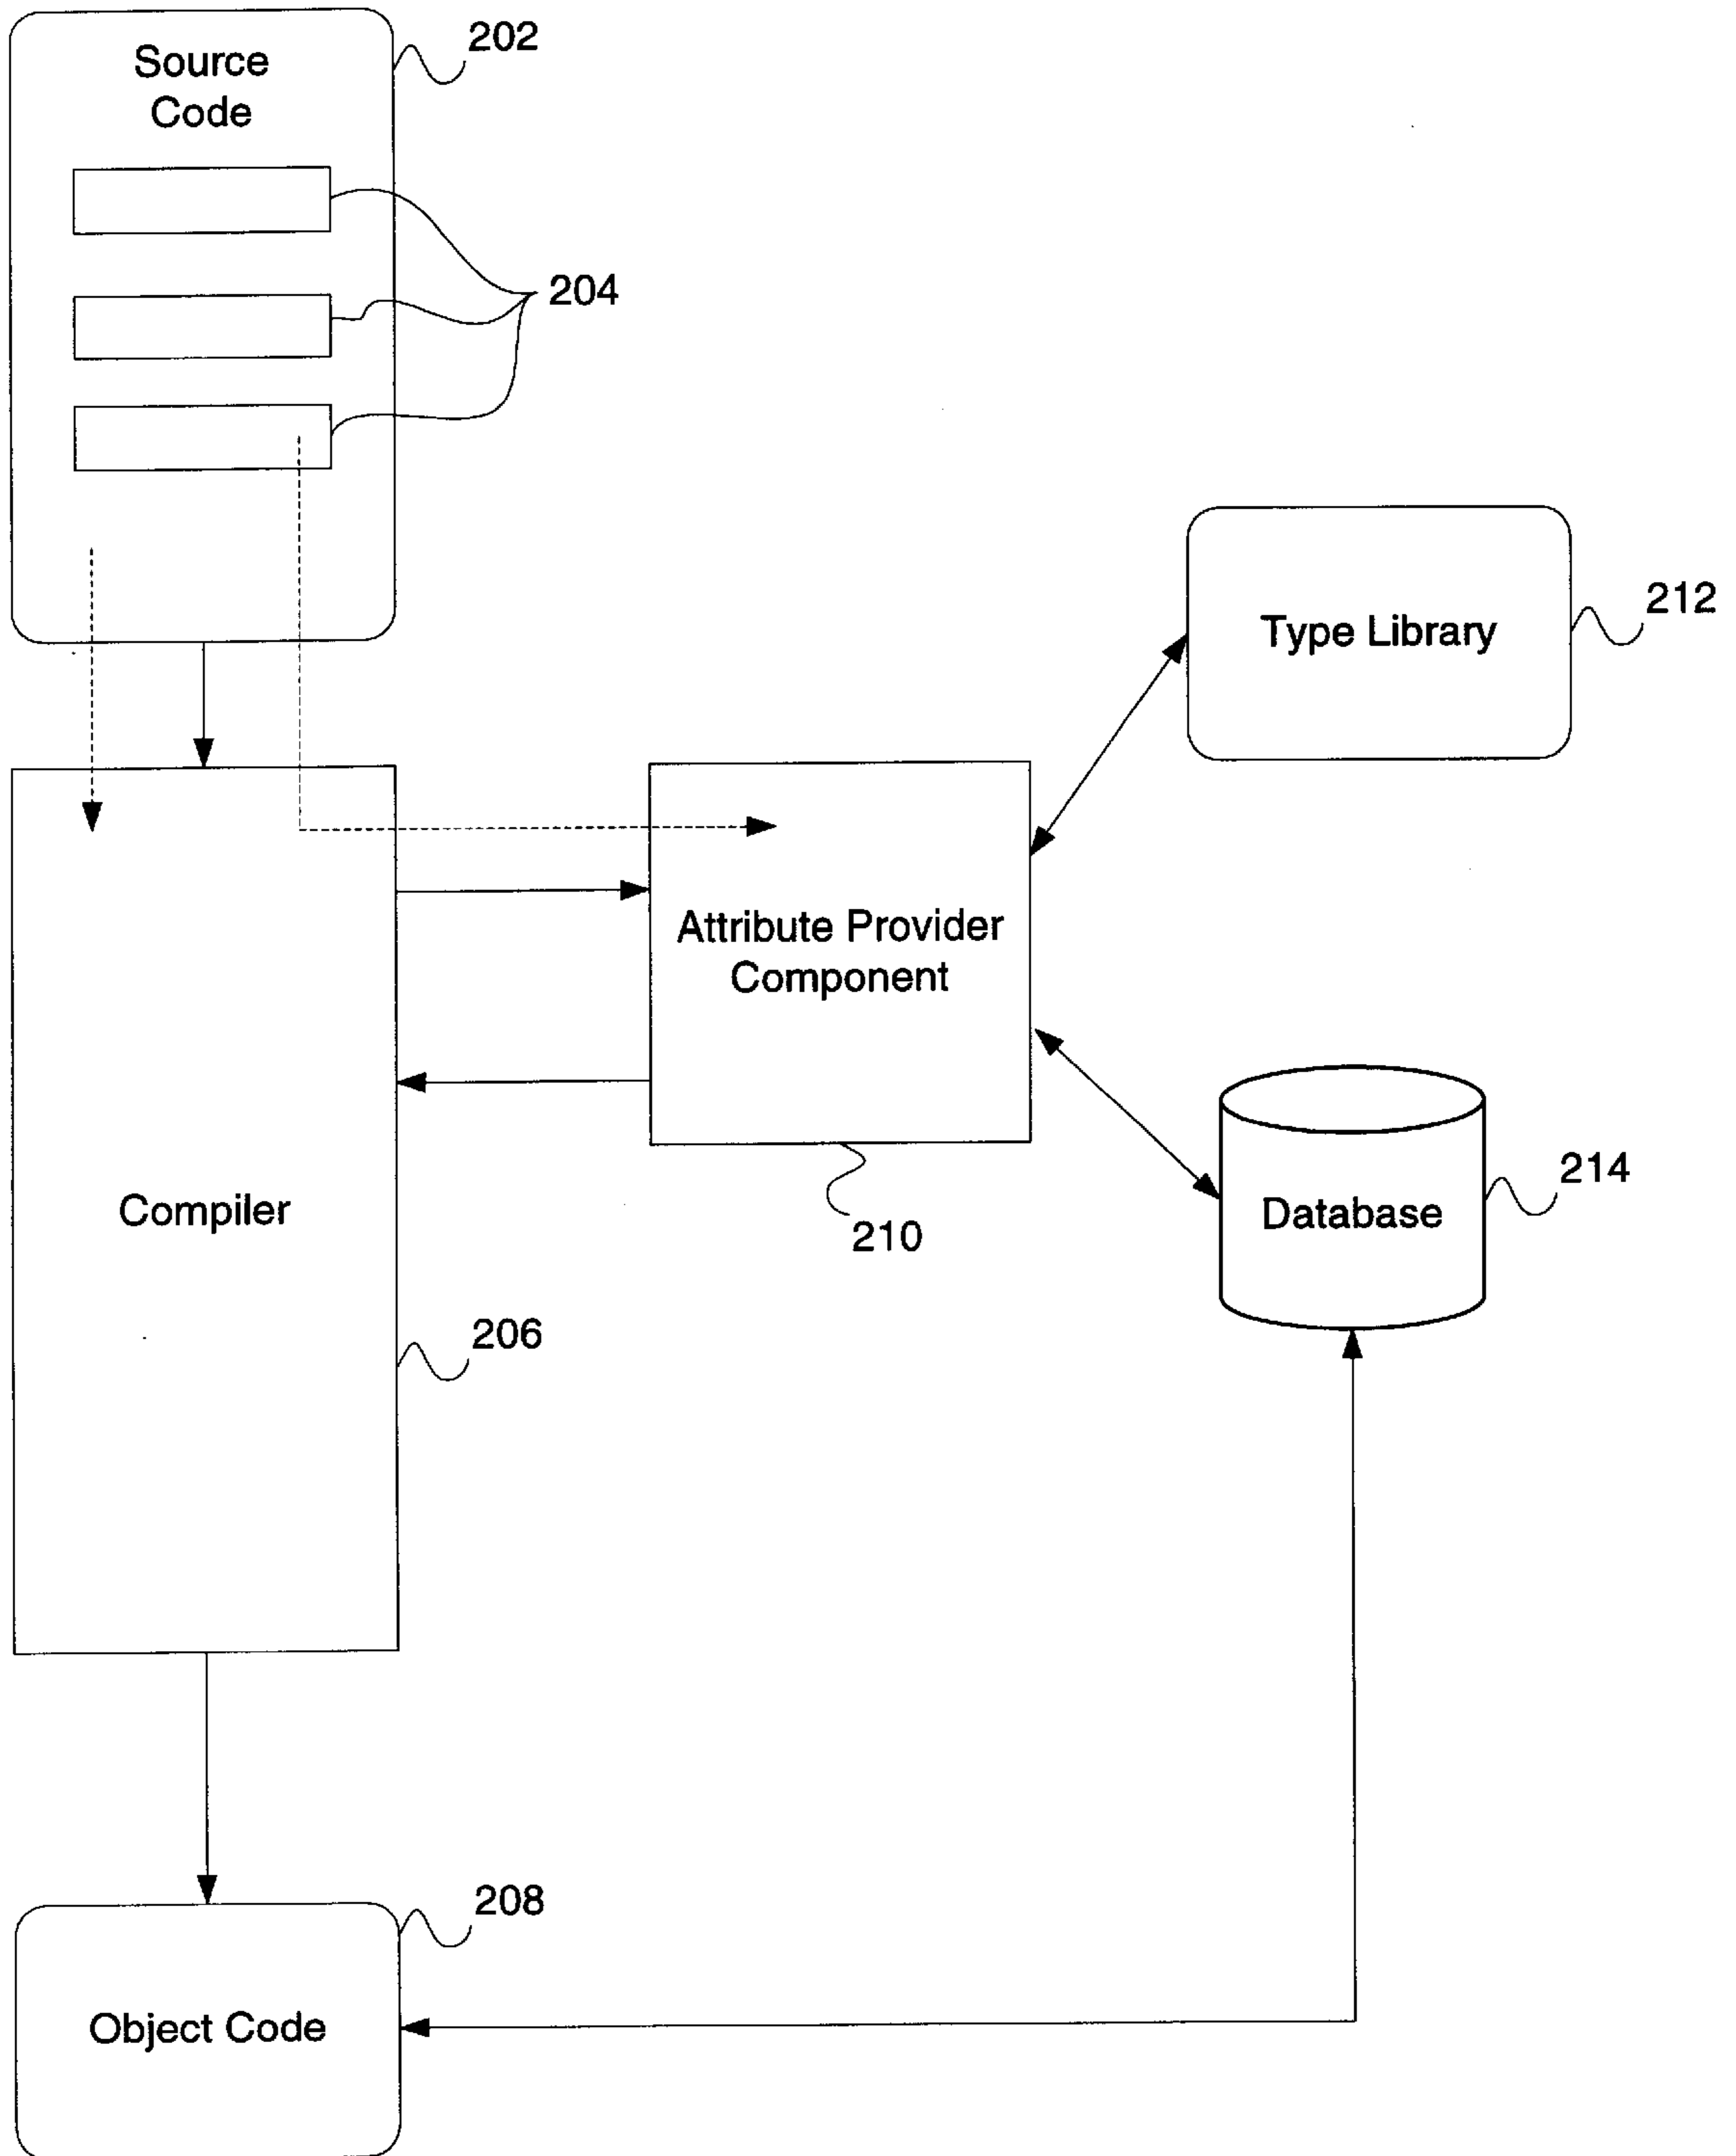 Source
Code
202
204
Type Library
212
Attribute Provider
Component
210
Compiler
206
Database
214
208
Object Code